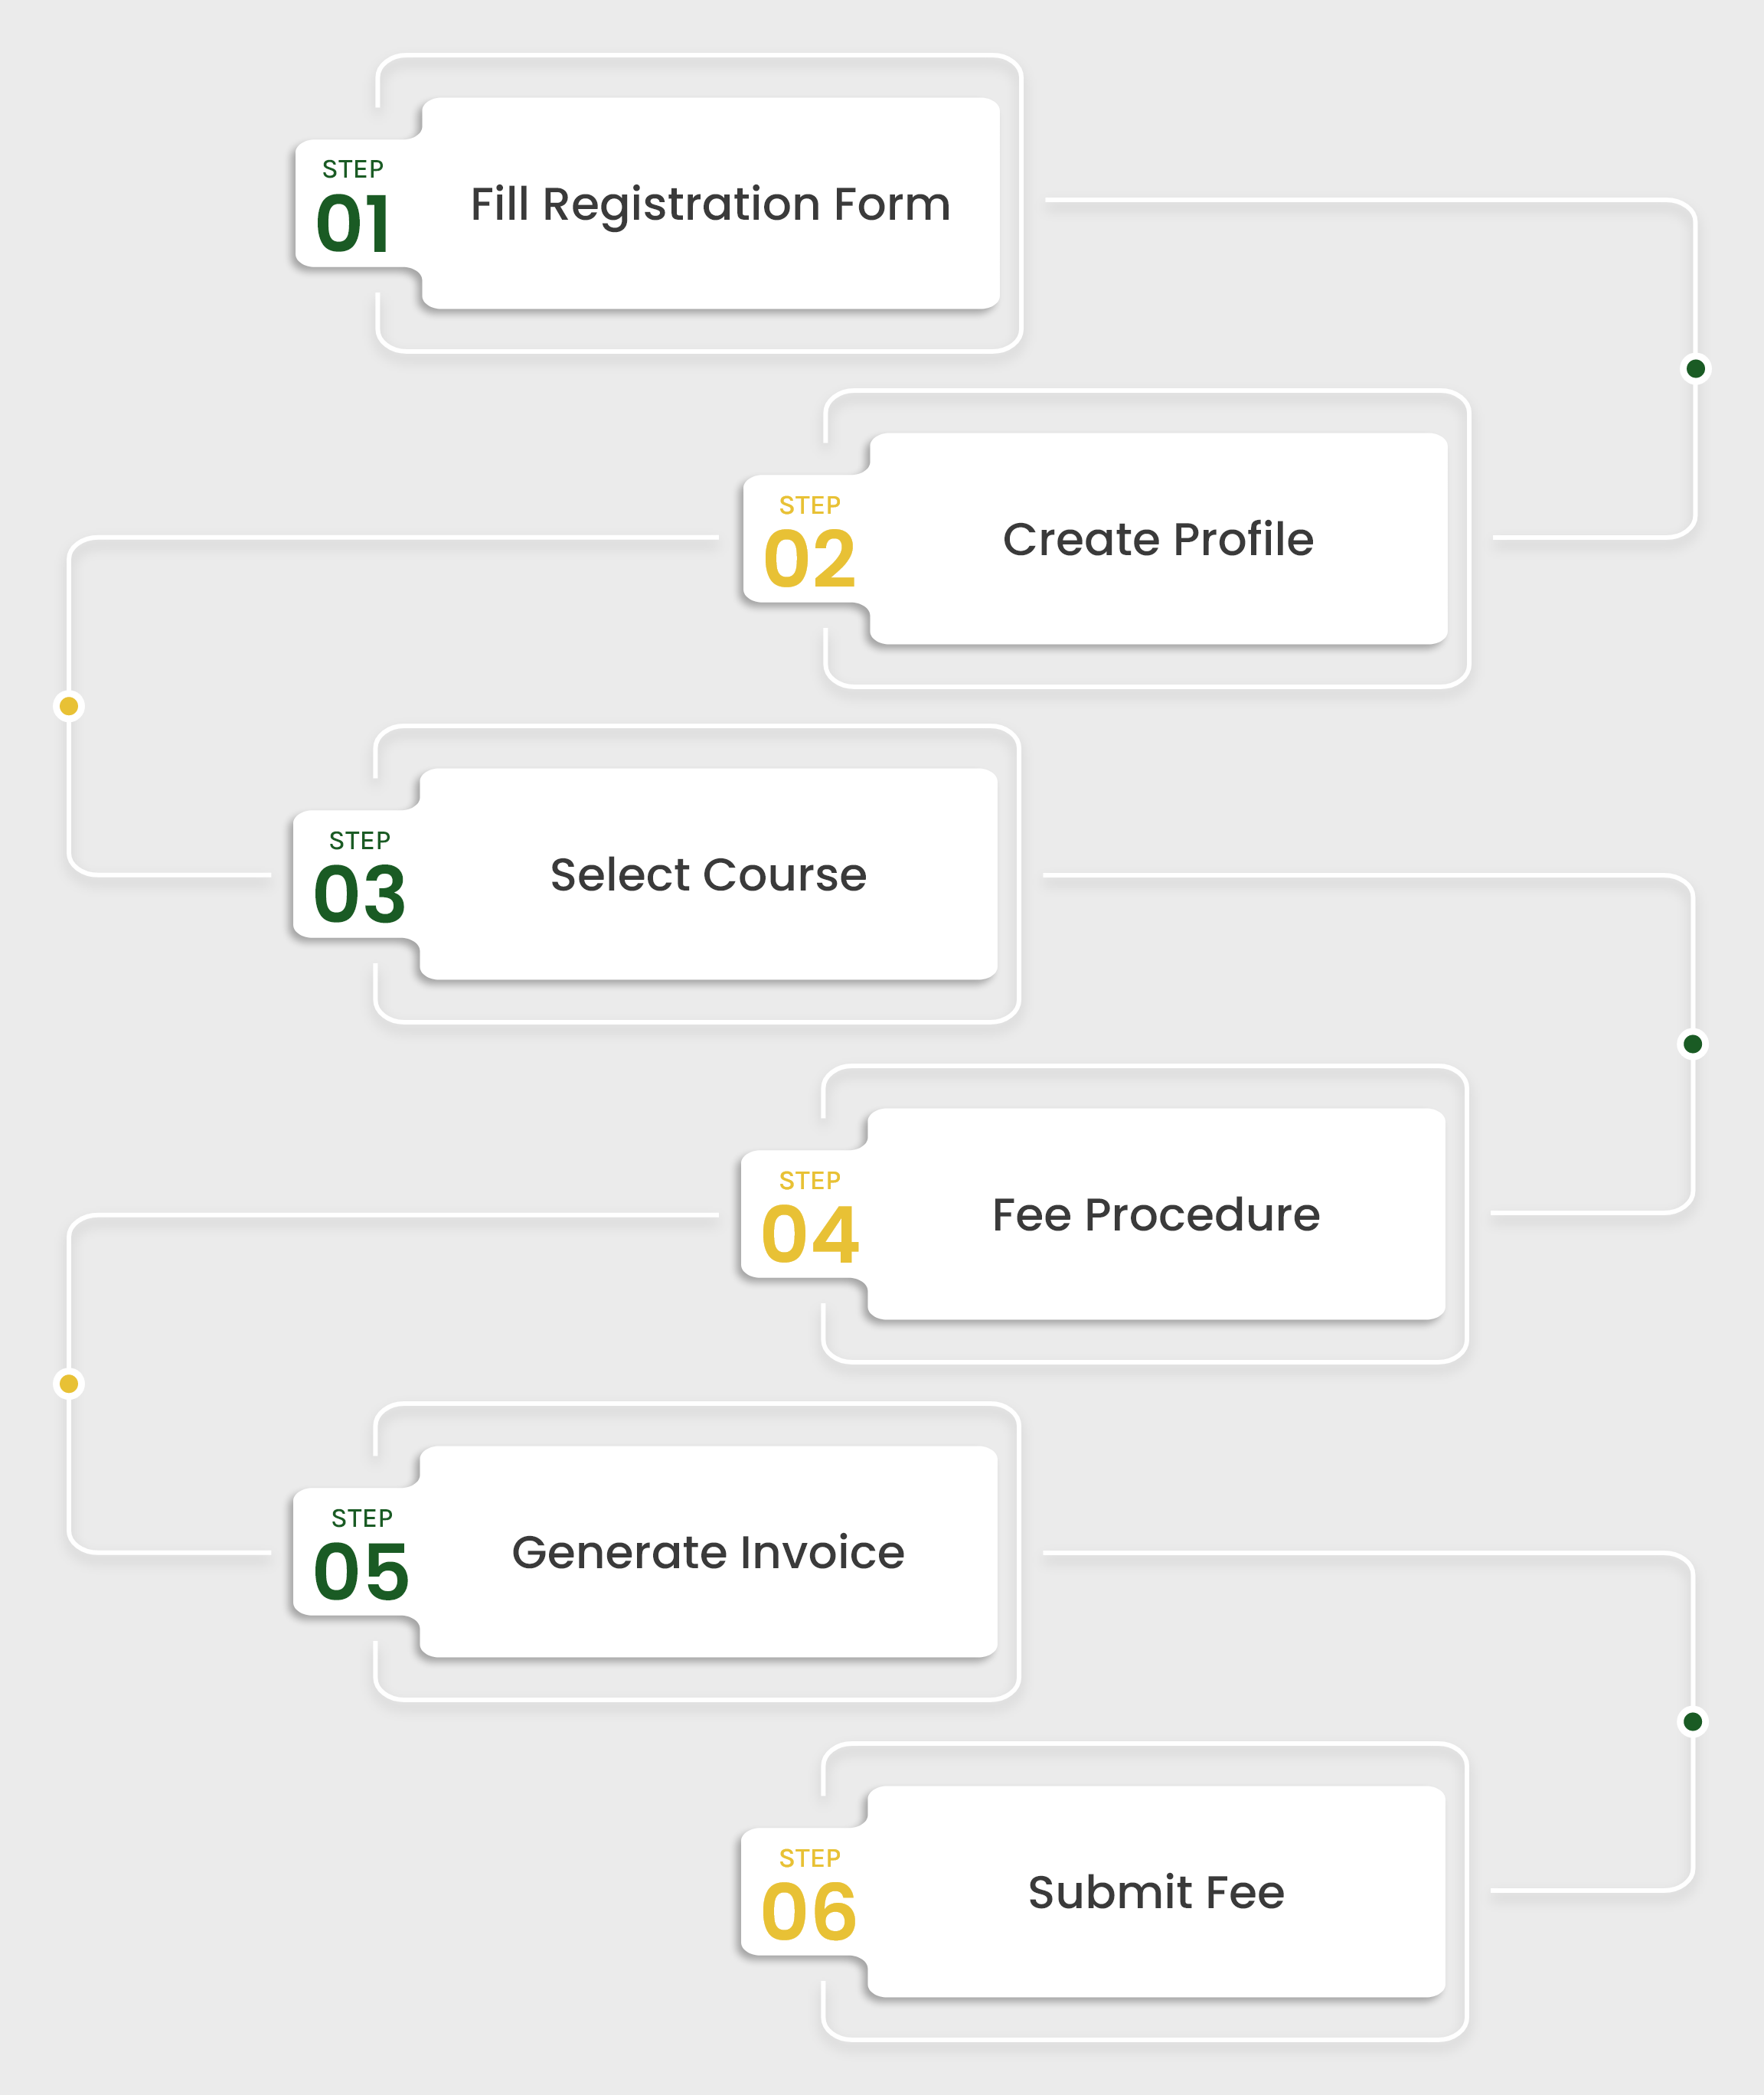 STEP
01
Fill Registration Form
STEP
02
Create Profile
STEP
03
Select Course
STEP
04
Fee Procedure
STEP
05
Generate Invoice
STEP
06
Submit Fee